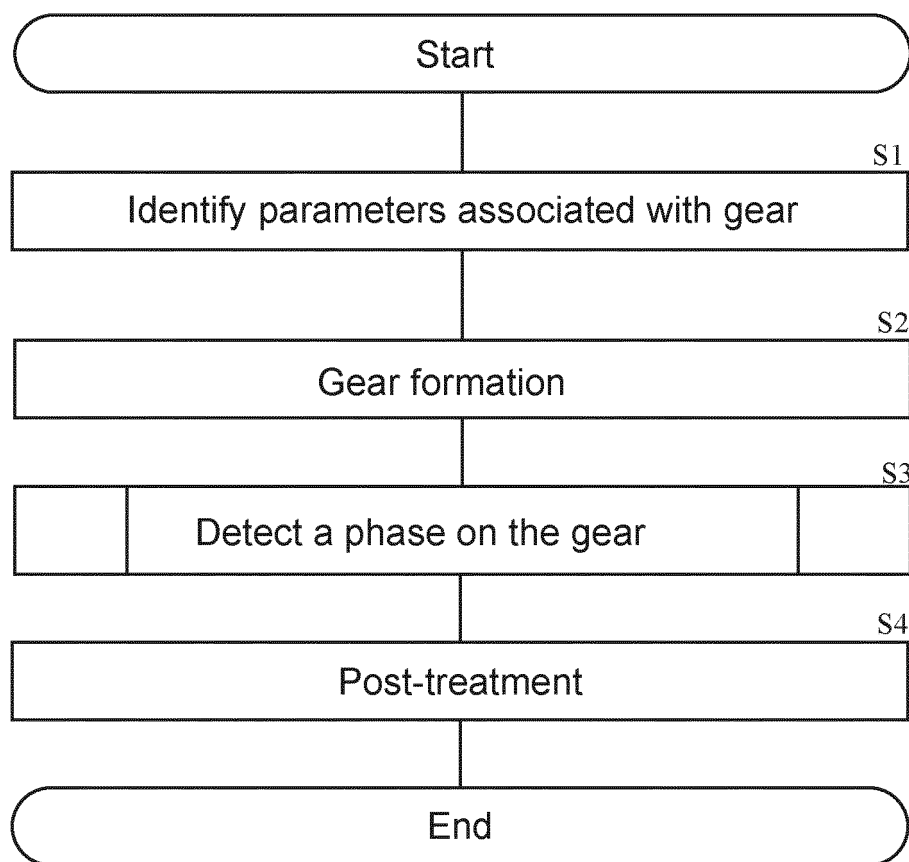 Start
S1
Identify parameters associated with gear
S2
Gear formation
S3
Detect a phase on the gear
S4
Post-treatment
End